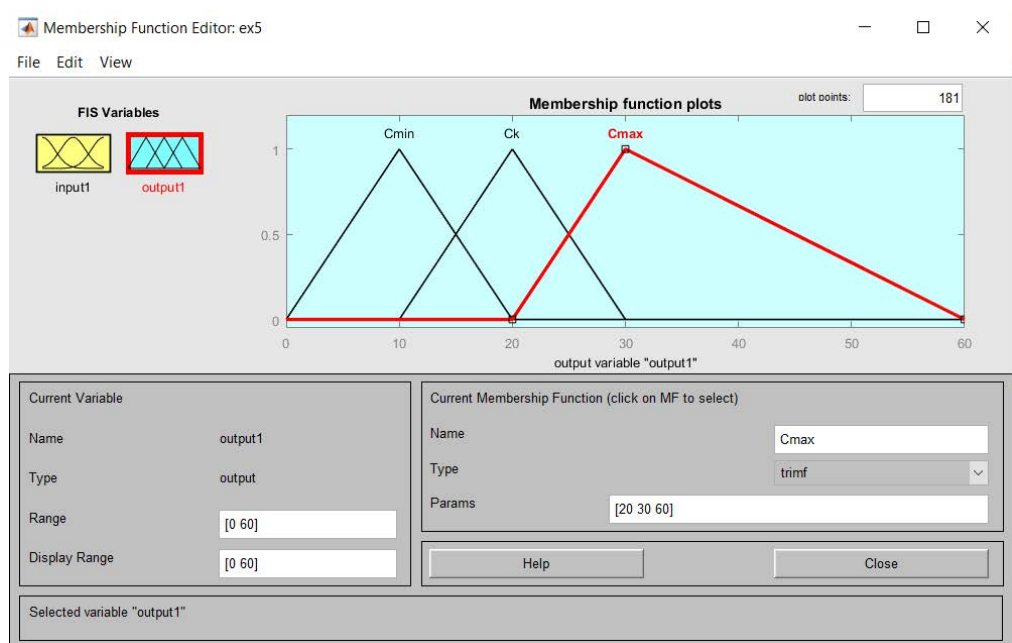 Membership Function Editor: ex5
File Edit View
FIS Variables
input1
output1
Membership function plots
plot points:
181
Cmin
Ck
Cmax
1
0.5
0
0
10
20
30
40
50
60
output variable "output1"
Current Variable
Name
output1
Type
output
Range
[0 60]
Display Range
[0 60]
Current Membership Function (click on MF to select)
Name
Cmax
Type
trimf
Params
[20 30 60]
Help
Close
Selected variable "output1"